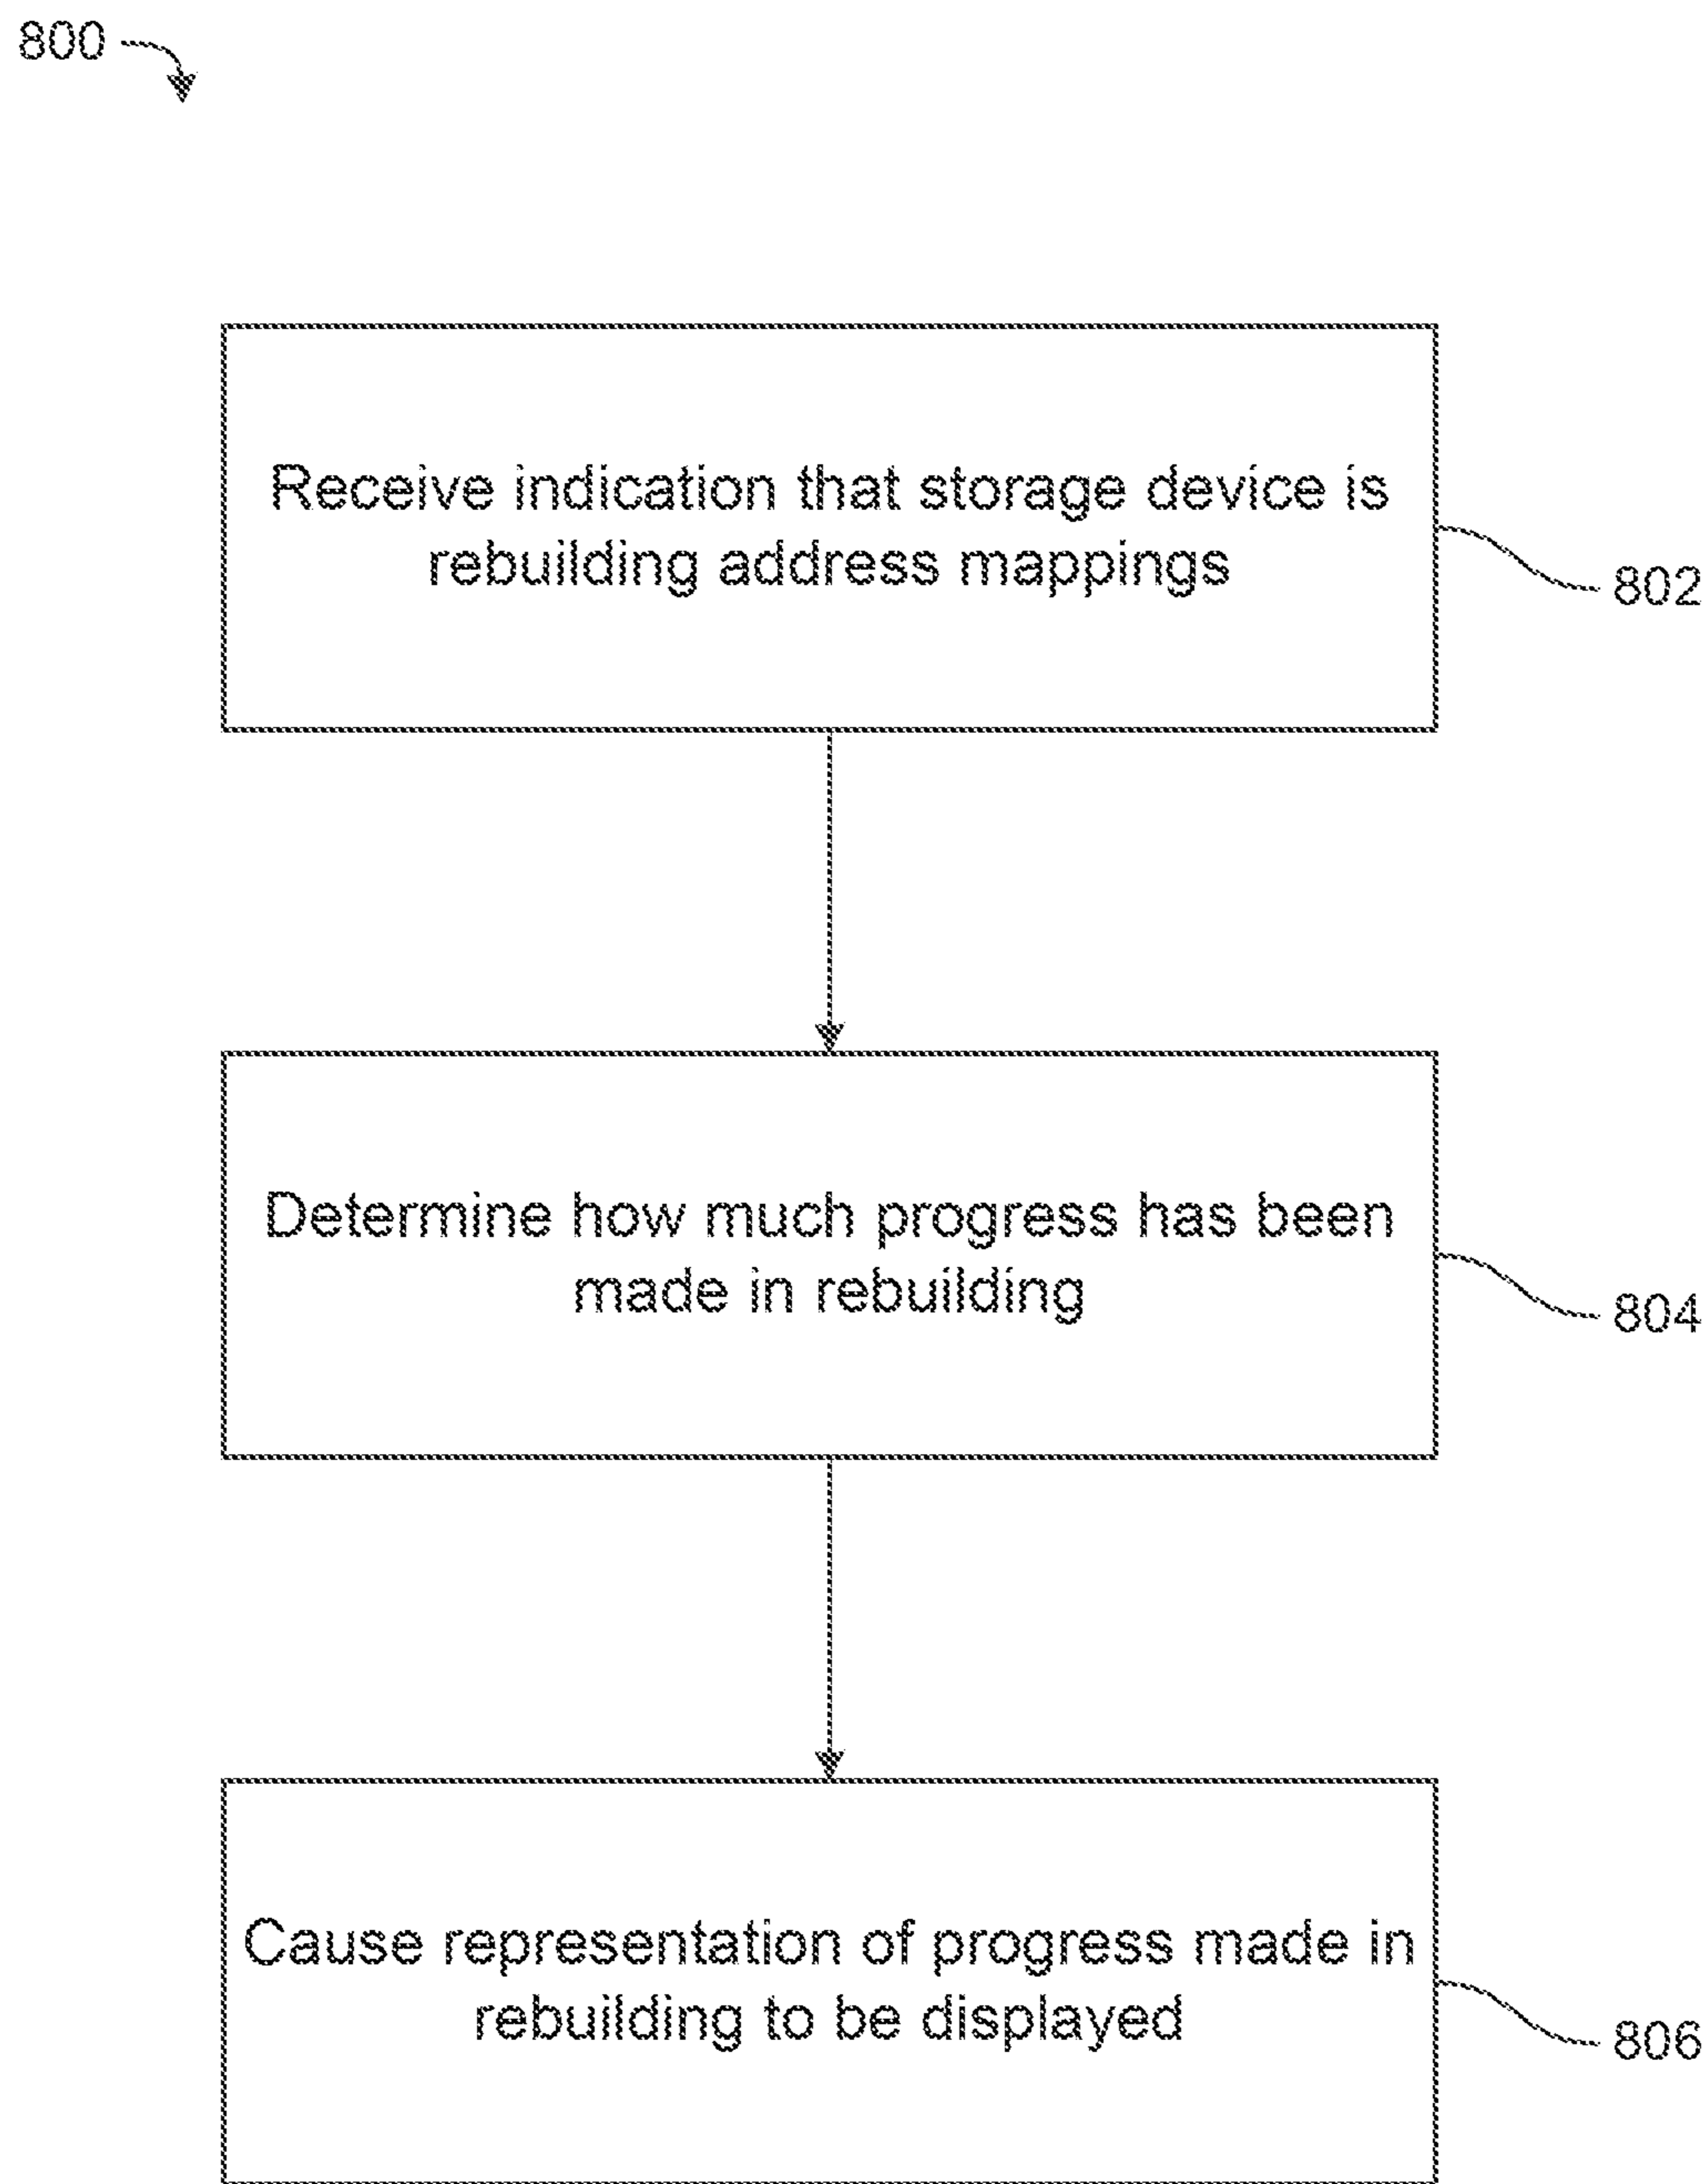 800
Receive indication that storage device is
rebuilding address mappings
802
Determine how much progress has been
made in rebuilding
804
Cause representation of progress made in
rebuilding to be displayed
806